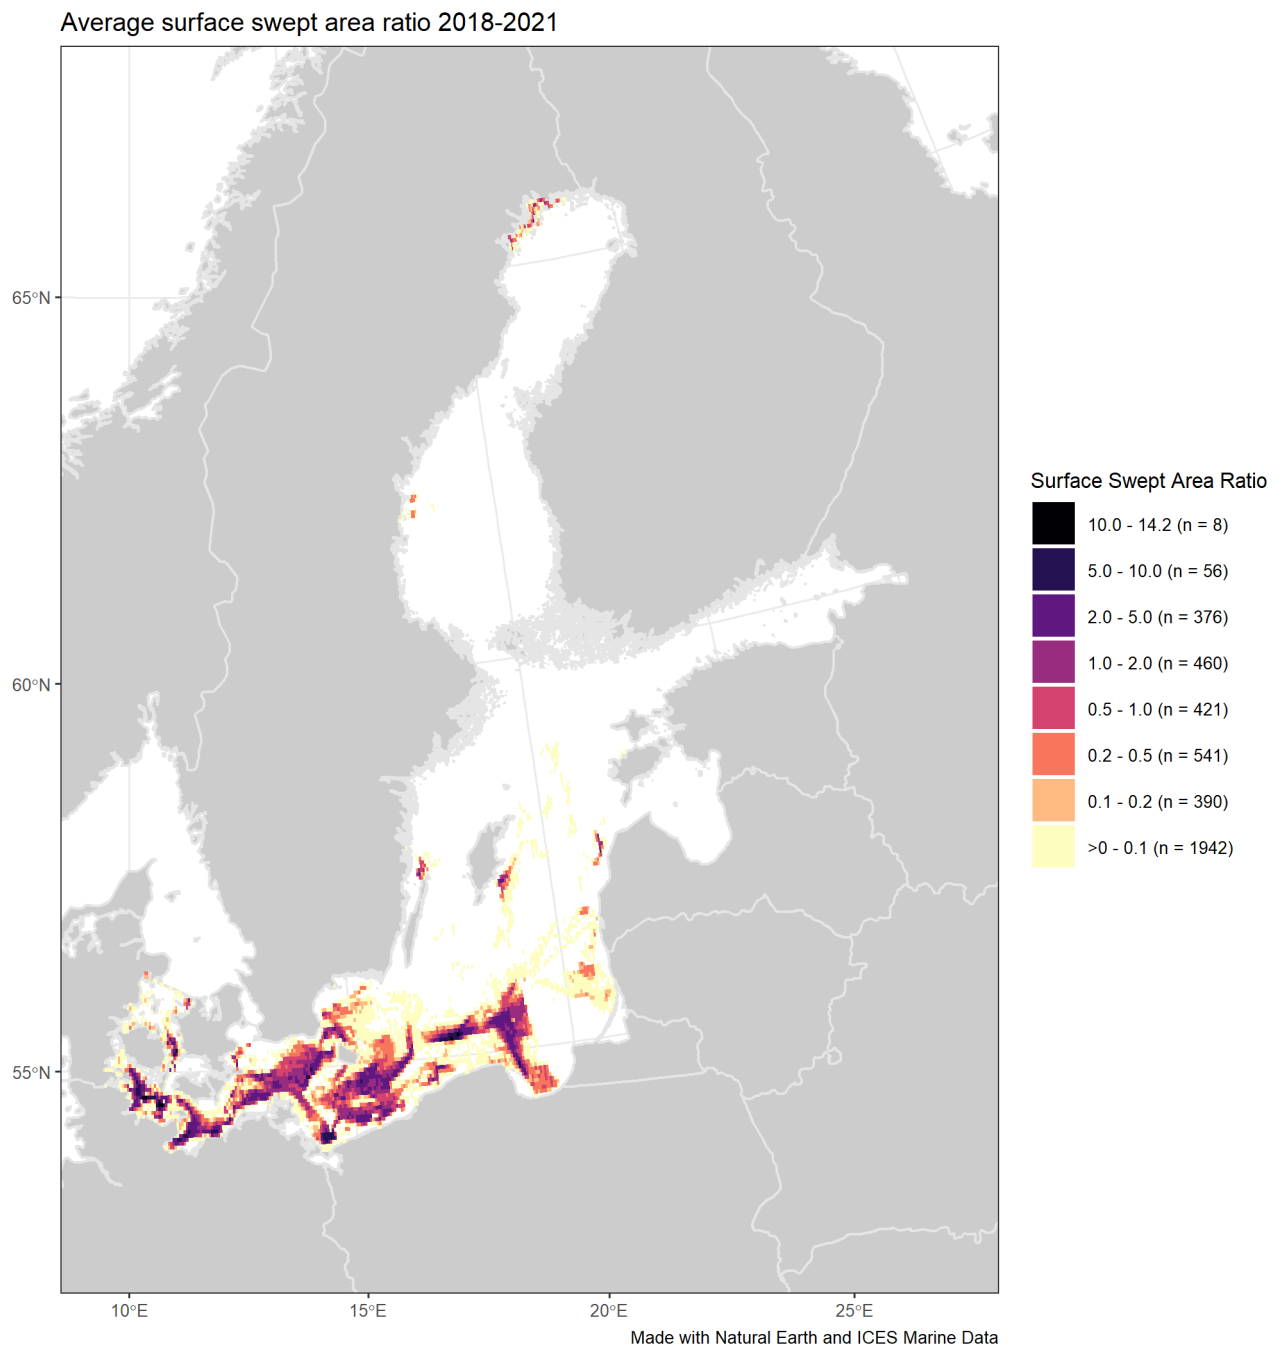 Average surface swept area ratio 2018-2021
65°N
60°N
55°N
10°E
15°E
20°E
25°E
Surface Swept Area Ratio
10.0 - 14.2 (n = 8)
5.0 - 10.0 (n = 56)
2.0 - 5.0 (n = 376)
1.0 - 2.0 (n = 460)
0.5 - 1.0 (n = 421)
0.2 - 0.5 (n = 541)
0.1 - 0.2 (n = 390)
>0 - 0.1 (n = 1942)
Made with Natural Earth and ICES Marine Data